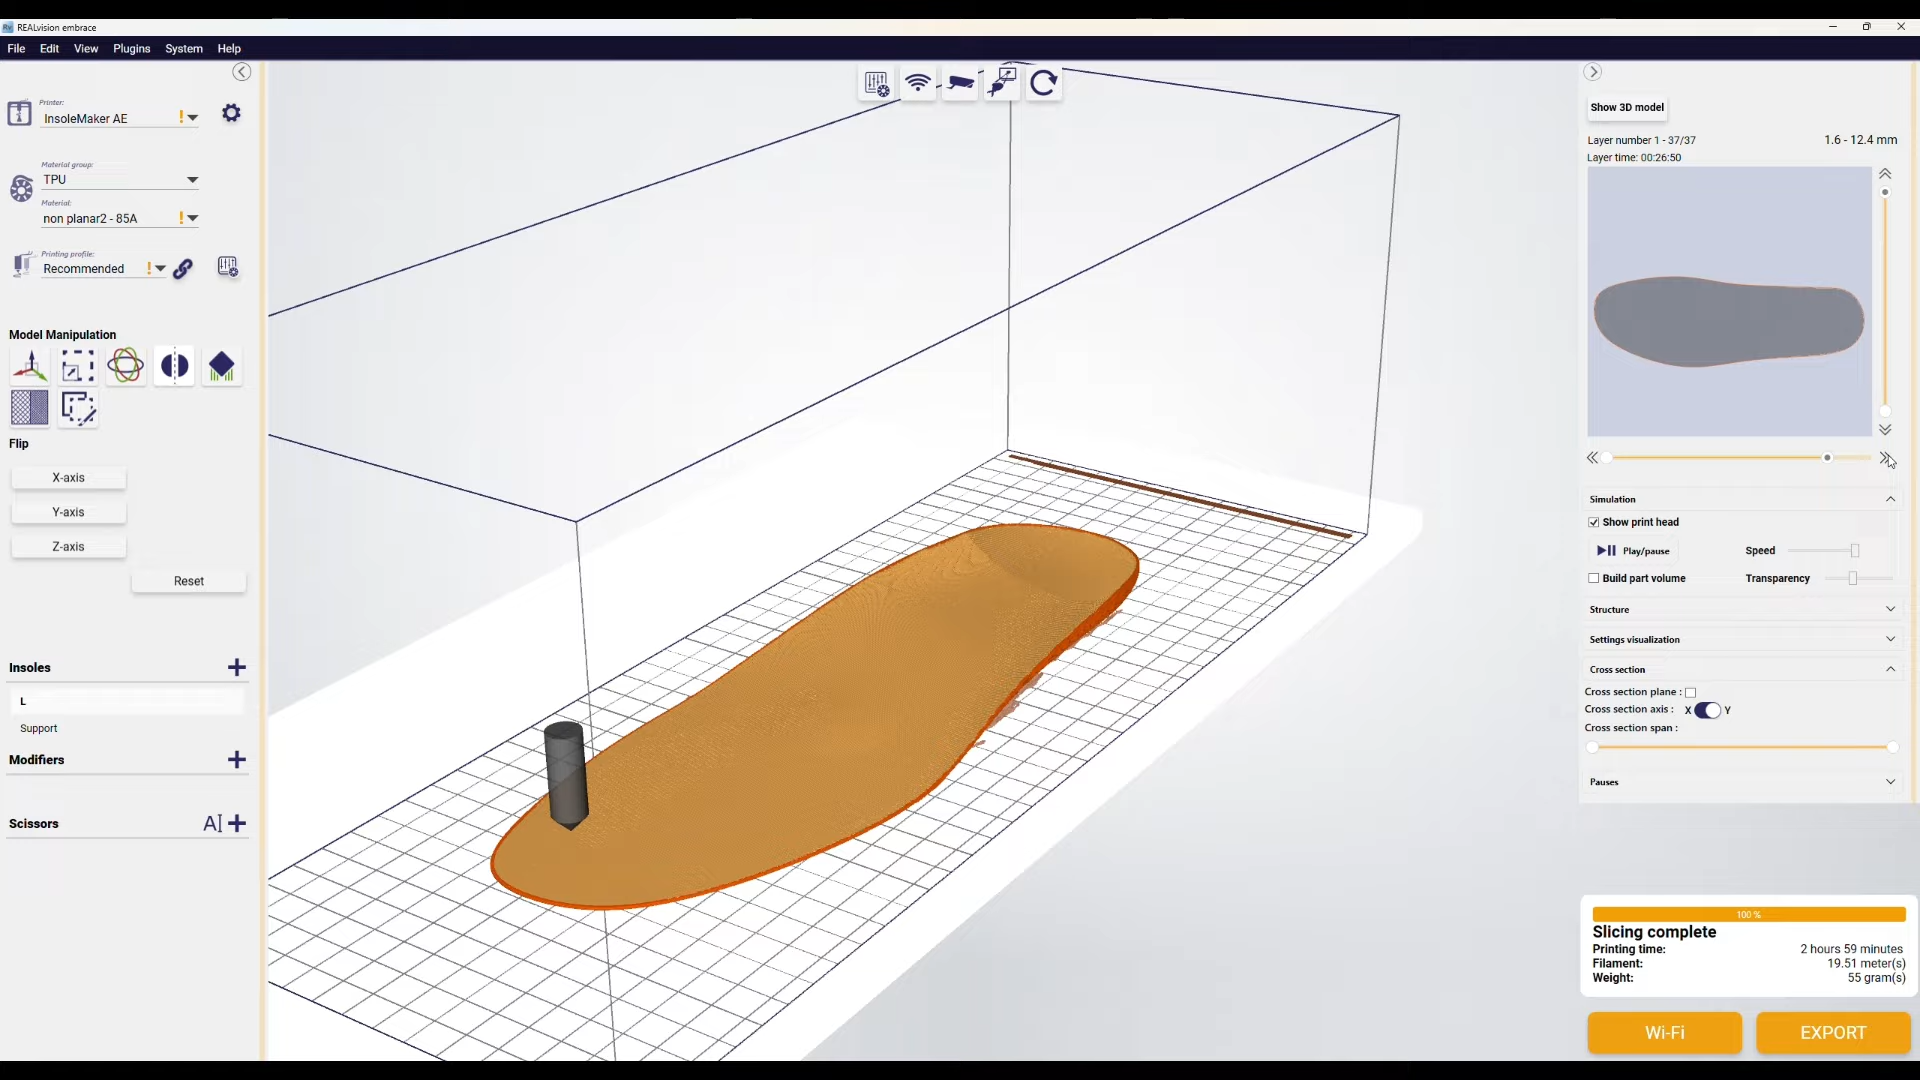 REALvision embrace
File Edit View Plugins System Help
Printer:
InsoleMaker AE
Material group:
TPU
Material:
non planar2 - 85A
Printing profile:
Recommended
Model Manipulation
Flip
X-axis
Y-axis
Z-axis
Reset
Insoles
L
Support
Modifiers
Scissors
Show 3D model
Layer number 1 - 37/37 1.6 - 12.4 mm
Layer time: 00:26:50
Simulation
Show print head
Play/pause Speed
Build part volume Transparency
Structure
Settings visualization
Cross section
Cross section plane :
Cross section axis : X Y
Cross section span :
Pauses
100 %
Slicing complete
Printing time: 2 hours 59 minutes
Filament: 19.51 meter(s)
Weight: 55 gram(s)
Wi-Fi EXPORT